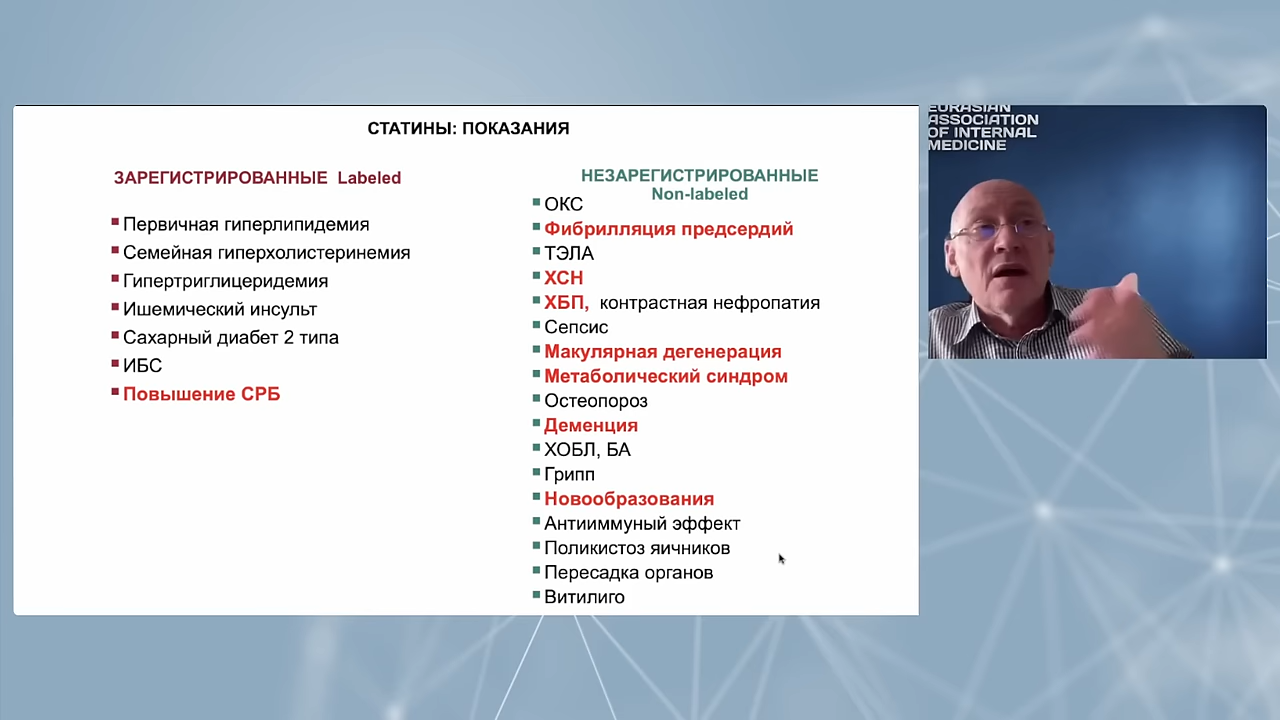 СТАТИНЫ: ПОКАЗАНИЯ
ЗАРЕГИСТРИРОВАННЫЕ Labeled
Первичная гиперлипидемия
Семейная гиперхолистеринемия
Гипертриглицеридемия
Ишемический инсульт
Сахарный диабет 2 типа
ИБС
Повышение СРБ
НЕЗАРЕГИСТРИРОВАННЫЕ
Non-labeled
ОКС
Фибрилляция предсердий
ТЭЛА
ХСН
ХБП, контрастная нефропатия
Сепсис
Макулярная дегенерация
Метаболический синдром
Остеопороз
Деменция
ХОБЛ, БА
Грипп
Новообразования
Антииммуный эффект
Поликистоз яичников
Пересадка органов
Витилиго
EURASIAN
ASSOCIATION
OF INTERNAL
MEDICINE